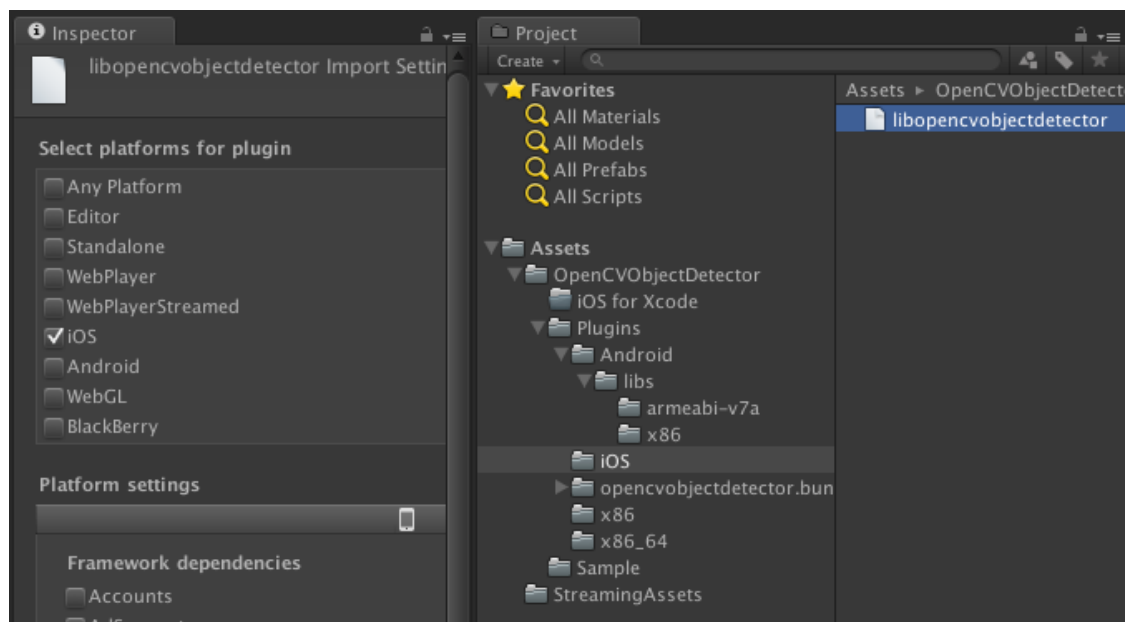 Inspector
libopencvobjectdetector Import Settin
Select platforms for plugin
Any Platform
Editor
Standalone
WebPlayer
WebPlayerStreamed
iOS
Android
WebGL
BlackBerry
Platform settings
Framework dependencies
Accounts
Project
Create
Favorites
All Materials
All Models
All Prefabs
All Scripts
Assets
OpenCVObjectDetector
iOS for Xcode
Plugins
Android
libs
armeabi-v7a
x86
iOS
opencvobjectdetector.bun
x86
x86_64
Sample
StreamingAssets
Assets ▸ OpenCVObjectDetect
libopencvobjectdetector